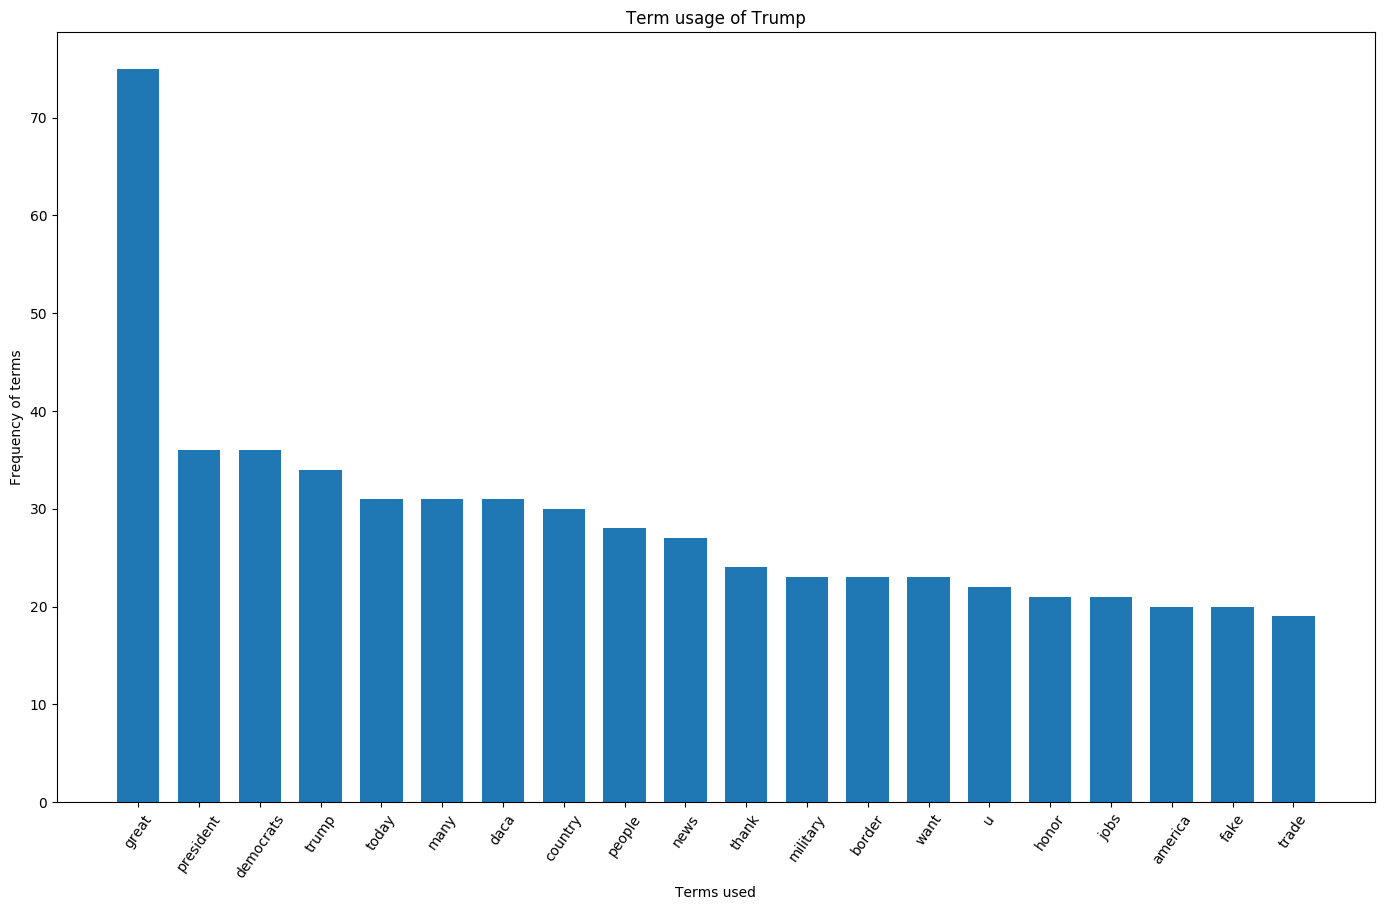 Term usage of Trump
Frequency of terms
70
60
50
40
30
20
10
0
great
president
democrats
trump
today
many
daca
country
people
news
thank
military
border
want
u
honor
jobs
america
fake
trade
Terms used